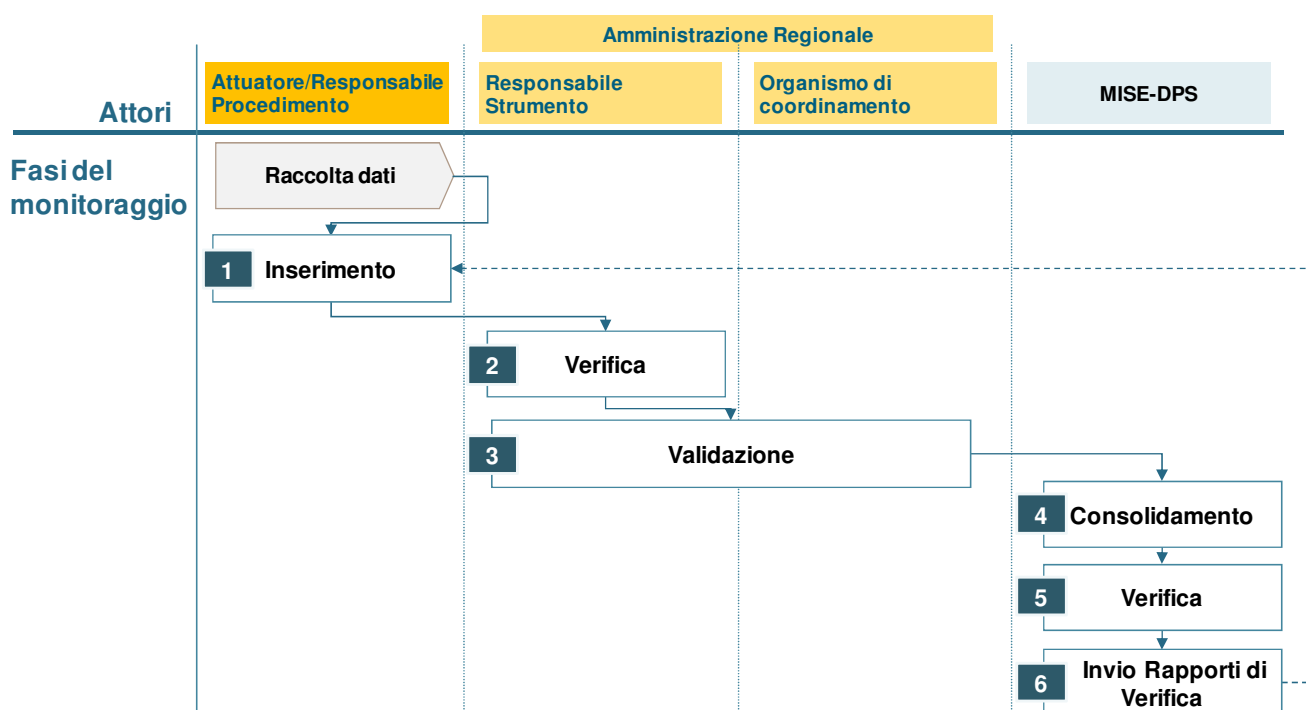 Amministrazione Regionale
Attori
Attuatore/Responsabile
Procedimento
Responsabile
Strumento
Organismo di
coordinamento
MISE-DPS
Fasi del
monitoraggio
Raccolta dati
1 Inserimento
2 Verifica
3 Validazione
4 Consolidamento
5 Verifica
6 Invio Rapporti di
Verifica